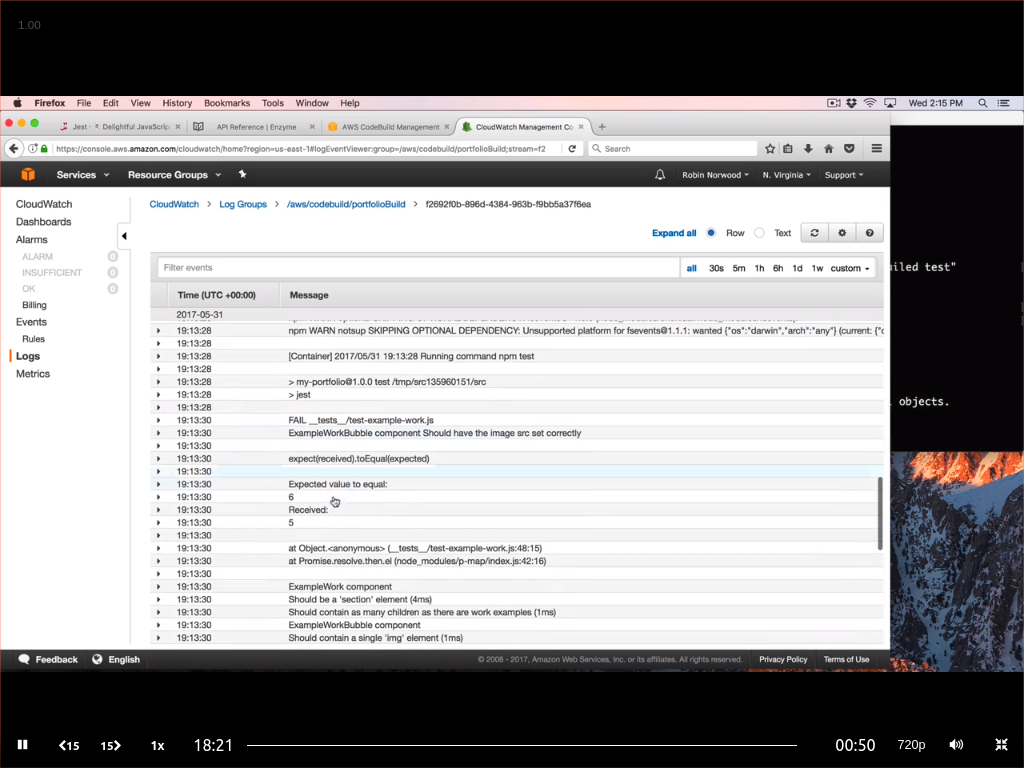 1.00
Firefox File Edit View History Bookmarks Tools Window Help Wed 2:15 PM
Jest · Delightful JavaScrip API Reference | Enzyme AWS CodeBuild Management CloudWatch Management Co
https://console.aws.amazon.com/cloudwatch/home?region=us-east-1#logEventViewer:group=/aws/codebuild/portfolioBuild;stream=f2 Search
Services Resource Groups Robin Norwood N. Virginia Support
CloudWatch
Dashboards
Alarms
ALARM 0
INSUFFICIENT 0
OK 0
Billing
Events
Rules
Logs
Metrics
CloudWatch > Log Groups > /aws/codebuild/portfolioBuild > f2692f0b-896d-4384-963b-f9bb5a37f6ea
Expand all Row Text
Filter events all 30s 5m 1h 6h 1d 1w custom
Time (UTC +00:00) Message
2017-05-31
19:13:28 npm WARN notsup SKIPPING OPTIONAL DEPENDENCY: Unsupported platform for fsevents@1.1.1: wanted {"os":"darwin","arch":"any"} (current: {"c
19:13:28
19:13:28 [Container] 2017/05/31 19:13:28 Running command npm test
19:13:28
19:13:28 > my-portfolio@1.0.0 test /tmp/src135960151/src
19:13:28 > jest
19:13:28
19:13:30 FAIL __tests__/test-example-work.js
19:13:30 ExampleWorkBubble component Should have the image src set correctly
19:13:30
19:13:30 expect(received).toEqual(expected)
19:13:30
19:13:30 Expected value to equal:
19:13:30 6
19:13:30 Received:
19:13:30 5
19:13:30
19:13:30 at Object.<anonymous> (__tests__/test-example-work.js:48:15)
19:13:30 at Promise.resolve.then.el (node_modules/p-map/index.js:42:16)
19:13:30
19:13:30 ExampleWork component
19:13:30 Should be a 'section' element (4ms)
19:13:30 Should contain as many children as there are work examples (1ms)
19:13:30 ExampleWorkBubble component
19:13:30 Should contain a single 'img' element (1ms)
iled test"
objects.
Feedback English © 2008 - 2017, Amazon Web Services, Inc. or its affiliates. All rights reserved. Privacy Policy Terms of Use
15 15 1x 18:21 00:50 720p